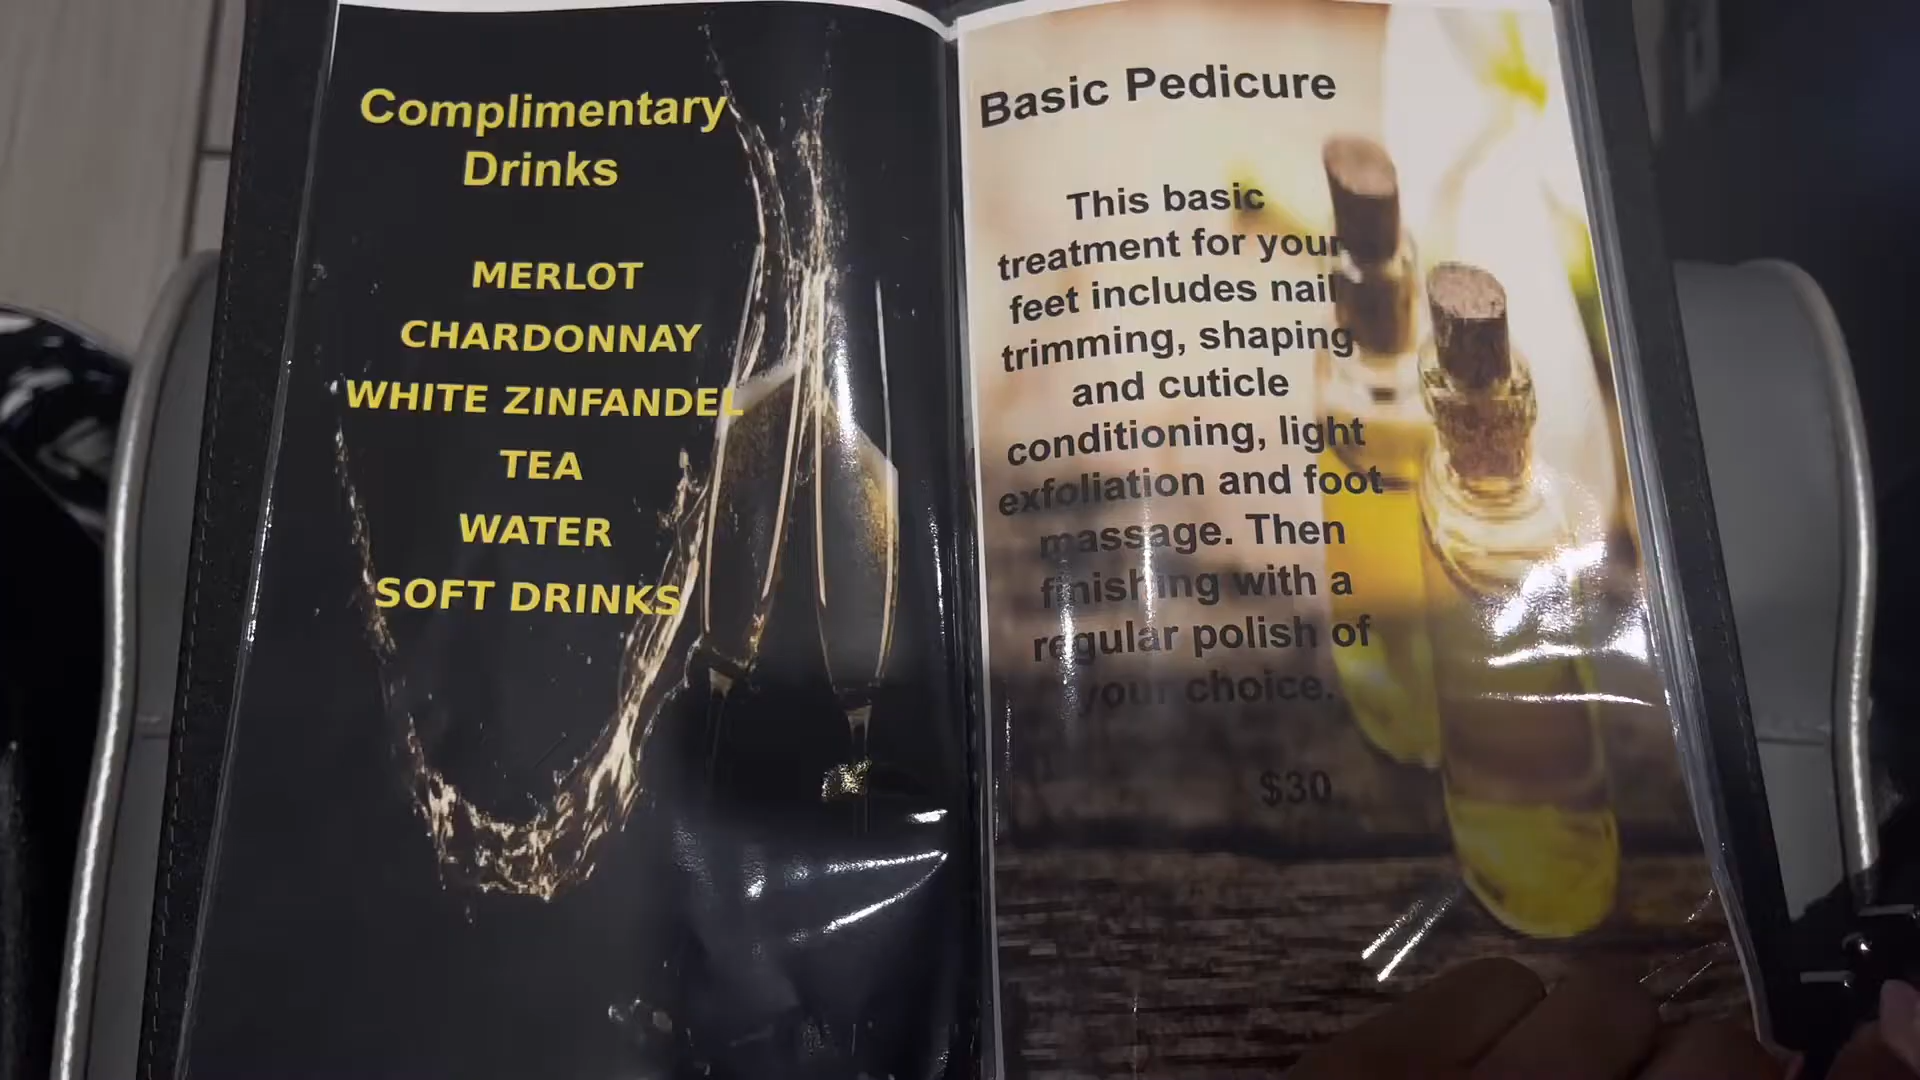 Complimentary
Drinks
MERLOT
CHARDONNAY
WHITE ZINFANDEL
TEA
WATER
SOFT DRINKS
Basic Pedicure
This basic
treatment for your
feet includes nail
trimming, shaping
and cuticle
conditioning, light
exfoliation and foot
massage. Then
finishing with a
regular polish of
your choice.
$30